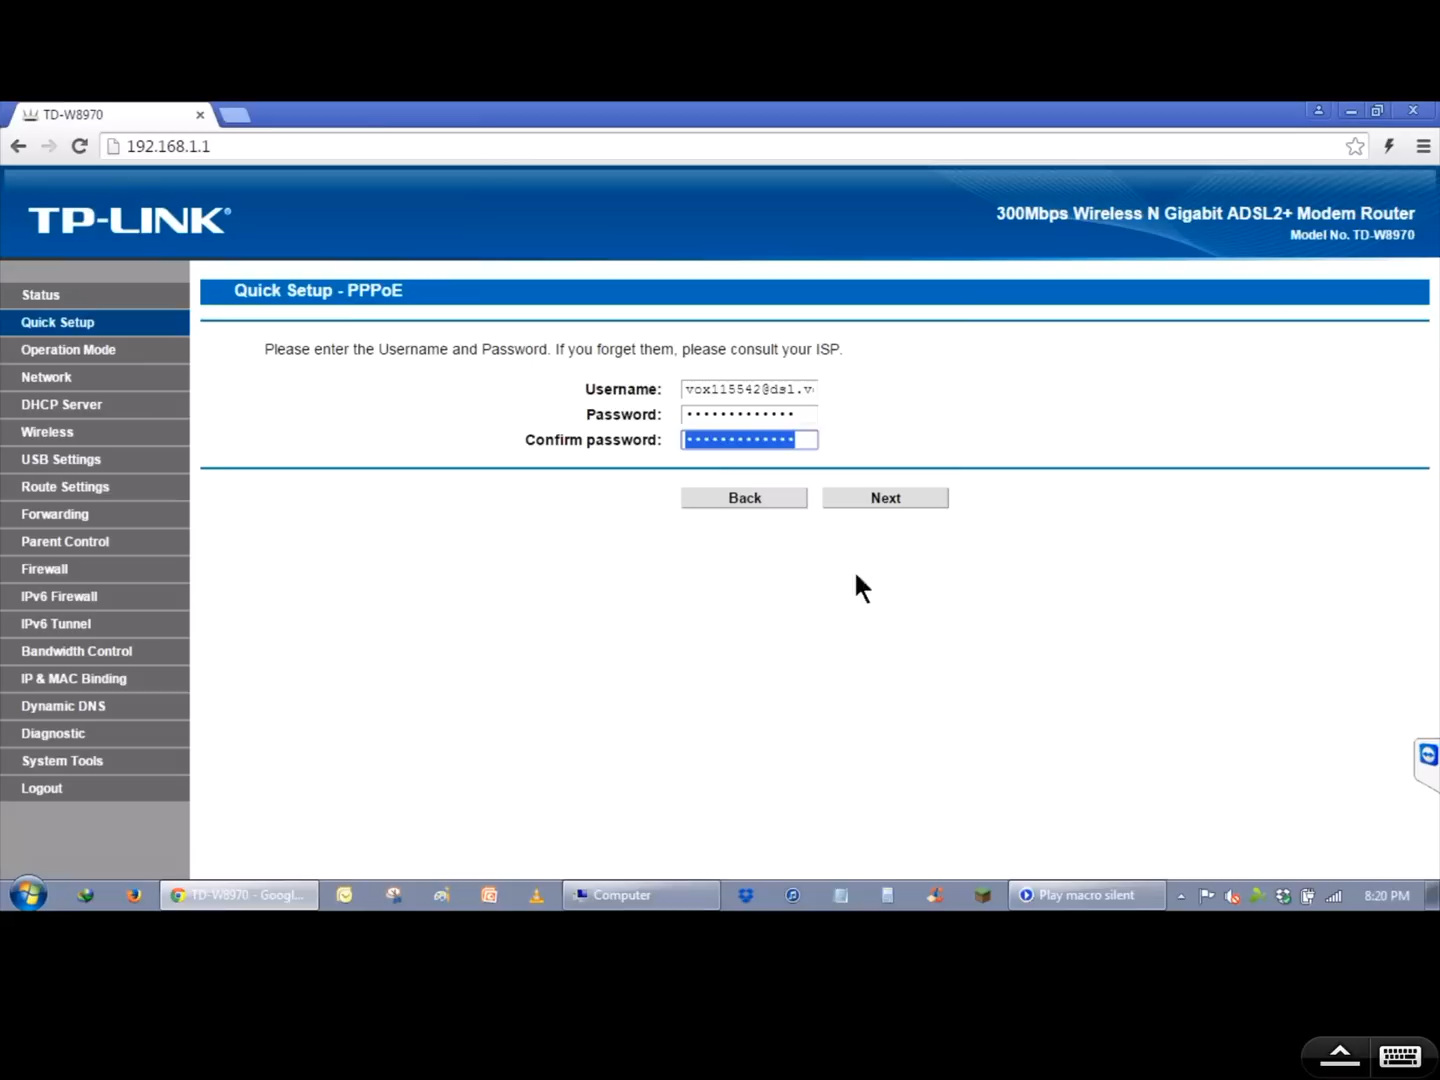 TD-W8970
192.168.1.1
TP-LINK®
300Mbps Wireless N Gigabit ADSL2+ Modem Router
Model No. TD-W8970
Status
Quick Setup
Operation Mode
Network
DHCP Server
Wireless
USB Settings
Route Settings
Forwarding
Parent Control
Firewall
IPv6 Firewall
IPv6 Tunnel
Bandwidth Control
IP & MAC Binding
Dynamic DNS
Diagnostic
System Tools
Logout
Quick Setup - PPPoE
Please enter the Username and Password. If you forget them, please consult your ISP.
Username: vox115542@dsl.v
Password:
Confirm password:
Back Next
TD-W8970 - Googl...
Computer
Play macro silent
8:20 PM